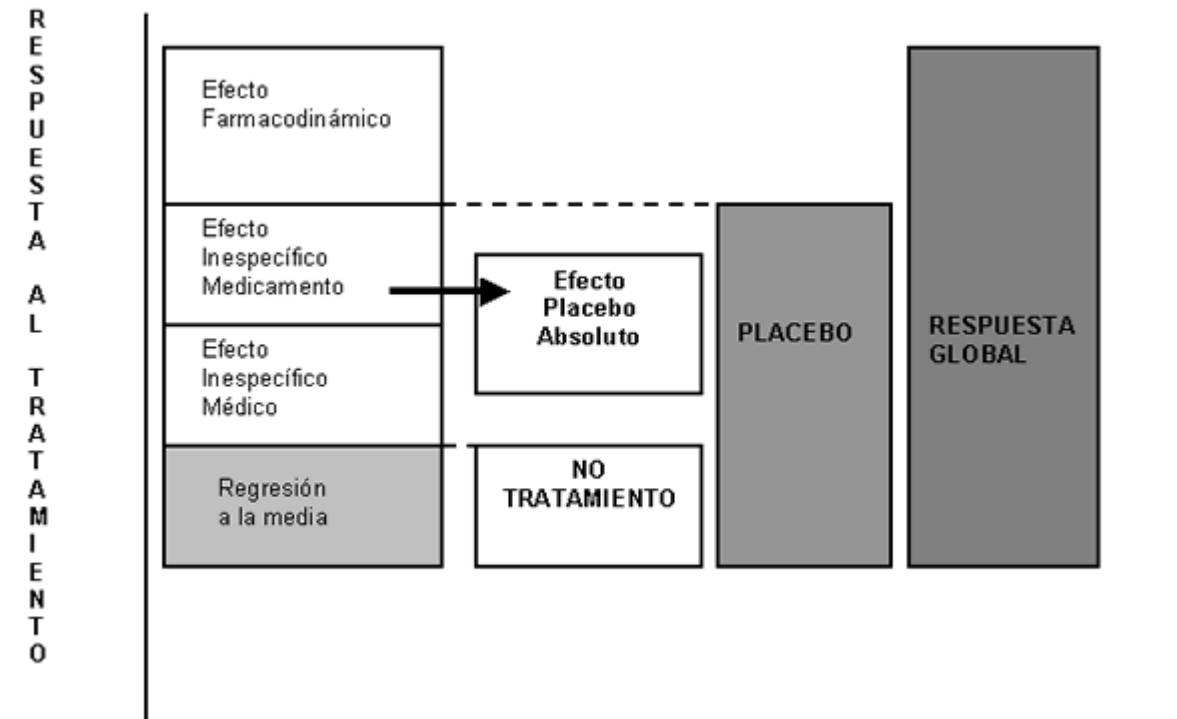 RESPUESTA AL TRATAMIENTO
Efecto
Farmacodinámico
Efecto
Inespecífico
Medicamento
Efecto
Inespecífico
Médico
Regresión
a la media
Efecto
Placebo
Absoluto
NO
TRATAMIENTO
PLACEBO
RESPUESTA
GLOBAL